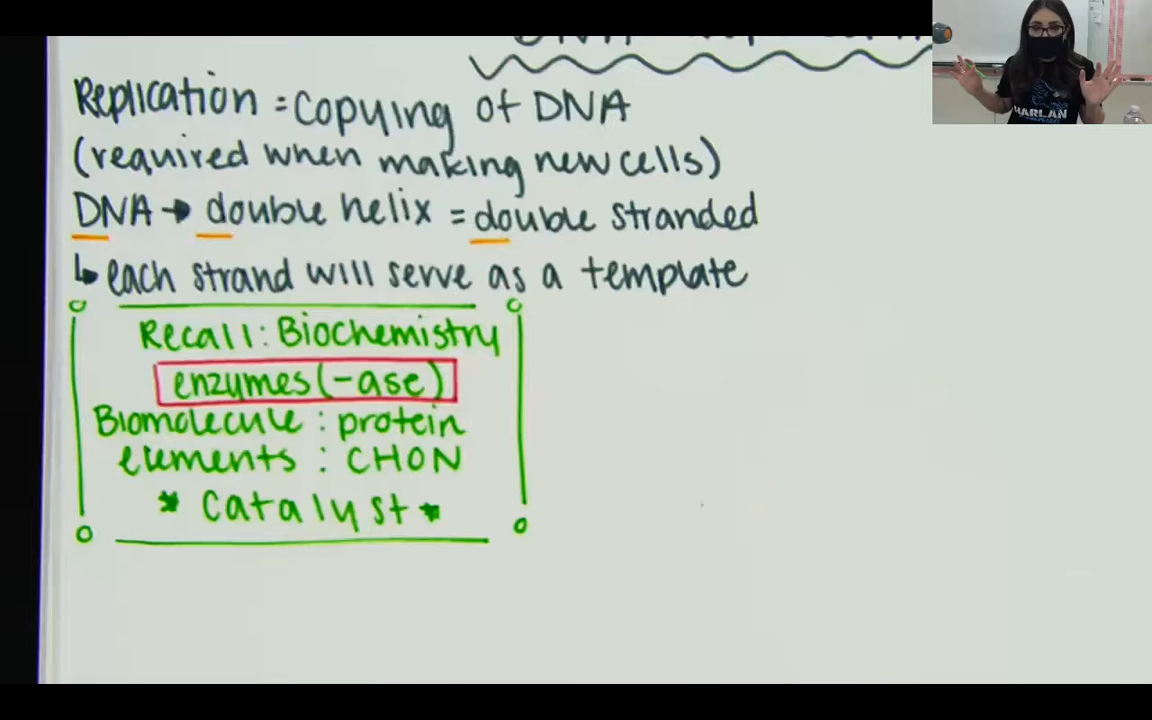 Replication = Copying of DNA
(required when making new cells)
DNA → double helix = double stranded
↳ each strand will serve as a template
Recall: Biochemistry
enzymes (-ase)
Biomolecule : protein
elements : CHON
* Catalyst *
HARLAN